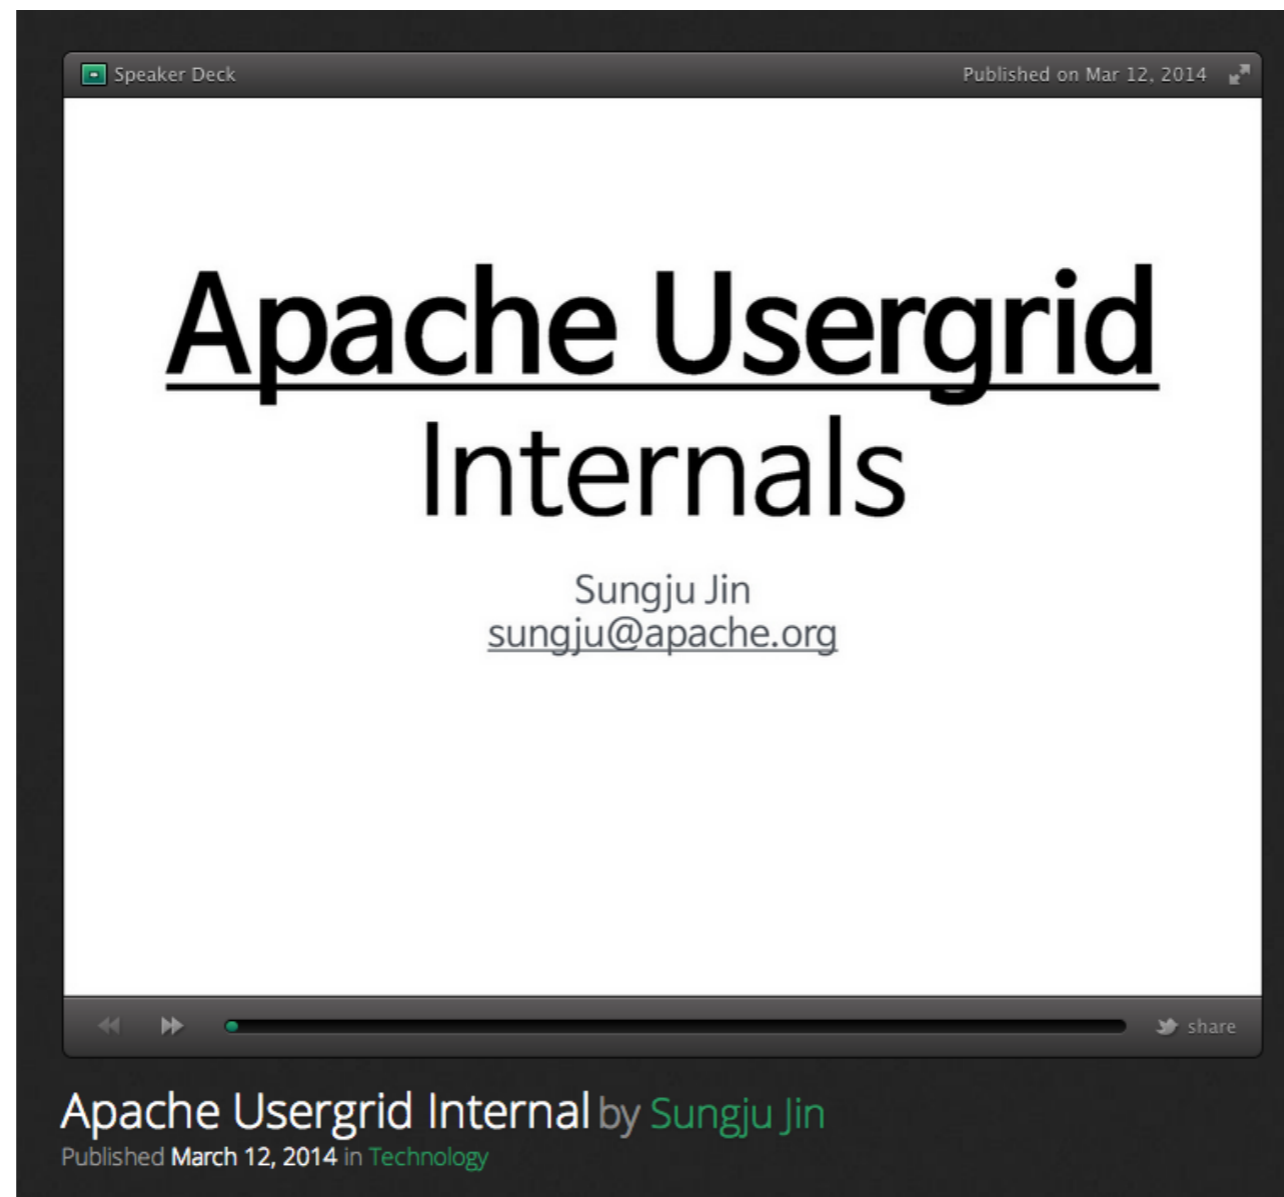 Speaker Deck
Published on Mar 12, 2014
Apache Usergrid
Internals
Sungju Jin
sungju@apache.org
share
Apache Usergrid Internal by Sungju Jin
Published March 12, 2014 in Technology